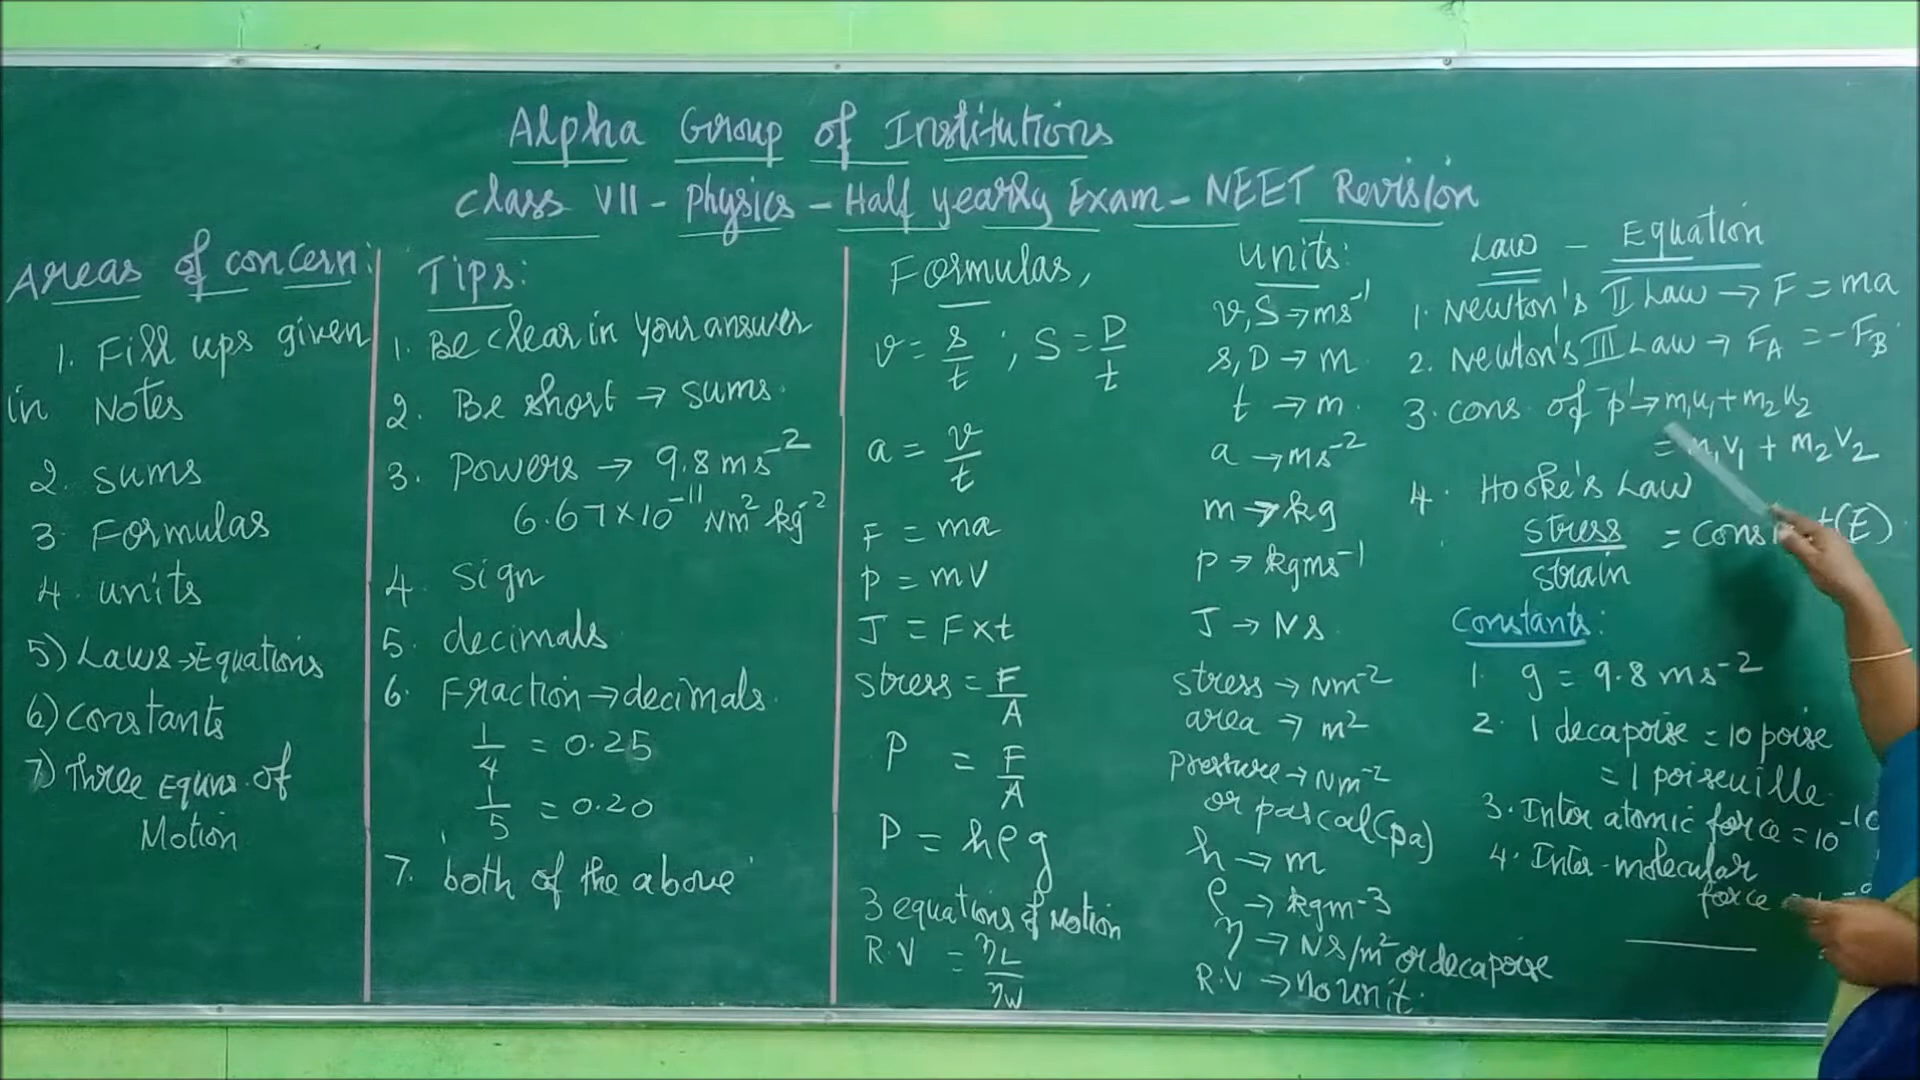 Alpha Group of Institutions
Class VII - Physics - Half yearly Exam - NEET Revision
Areas of concern:
1. Fill ups given
in Notes
2. Sums
3. Formulas
4. units
5) Laws→Equations
6) Constants
7) Three Equns. of
Motion
Tips:
1. Be clear in your answer
2. Be short → sums.
3. Powers → 9.8 ms⁻²
6.67×10⁻¹¹ Nm² kg⁻²
4. Sign
5. decimals
6. Fraction→decimals.
1/4 = 0.25
1/5 = 0.20
7. both of the above
Formulas,
v = s/t ; S = D/t
a = v/t
F = ma
p = mv
J = F×t
stress = F/A
P = F/A
P = hρg
3 equations of Motion
R.V = ηL/ηw
units:
v, S → ms⁻¹
s, D → m
t → m.
a → ms⁻²
m → kg
p → kgms⁻¹
J → Ns.
stress → Nm⁻²
area → m²
pressure → Nm⁻²
or pascal(pa)
h → m
ρ → kgm-3
η → Ns/m² or decapoise
R.V → no unit.
Law - Equation
1. Newton's II Law → F = ma
2. Newton's III Law → FA = -FB
3. cons. of 'p' → m₁u₁ + m₂u₂
= v₁ + m₂v₂
4. Hooke's Law
stress/strain = (E)
Constants:
1. g = 9.8 ms⁻²
2. 1 decapoise = 10 poise
= 1 poiseuille.
3. Inter atomic force = 10⁻¹⁰
4. Inter-molecular
force